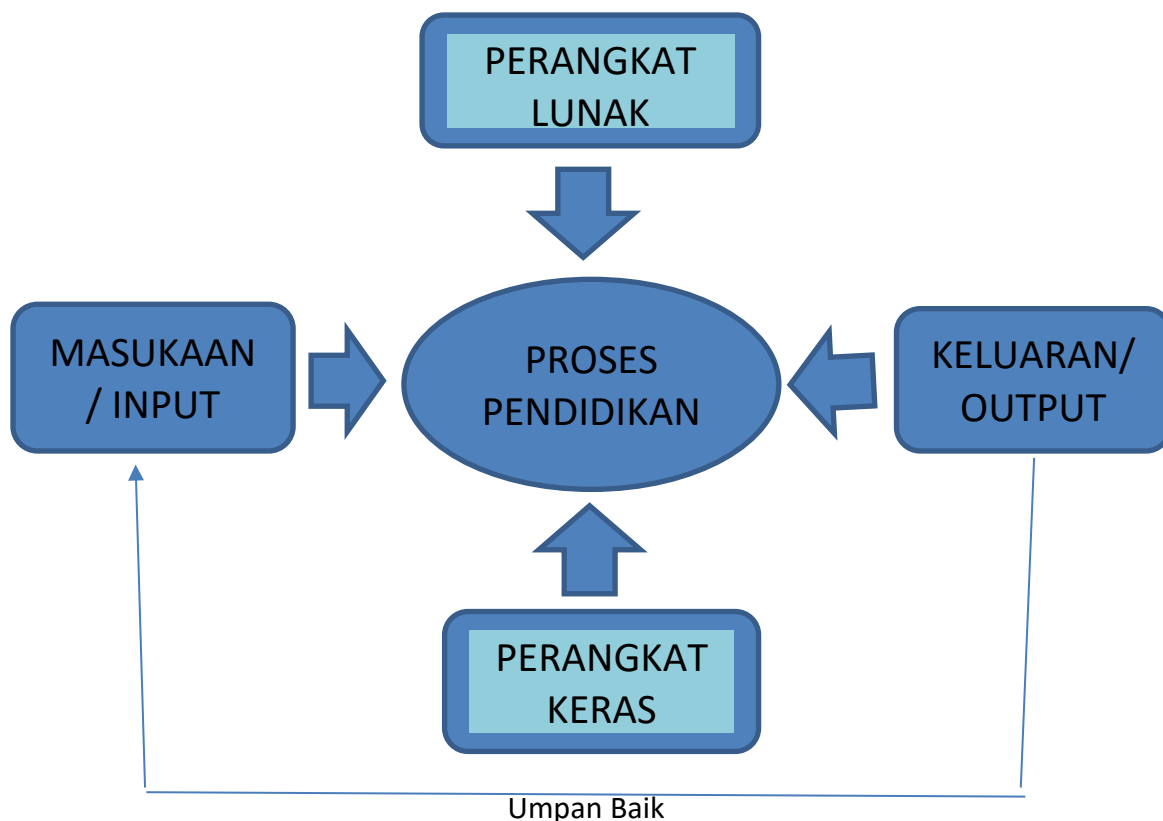 PERANGKAT
LUNAK
MASUKAAN
/ INPUT
PROSES
PENDIDIKAN
KELUARAN/
OUTPUT
PERANGKAT
KERAS
Umpan Baik